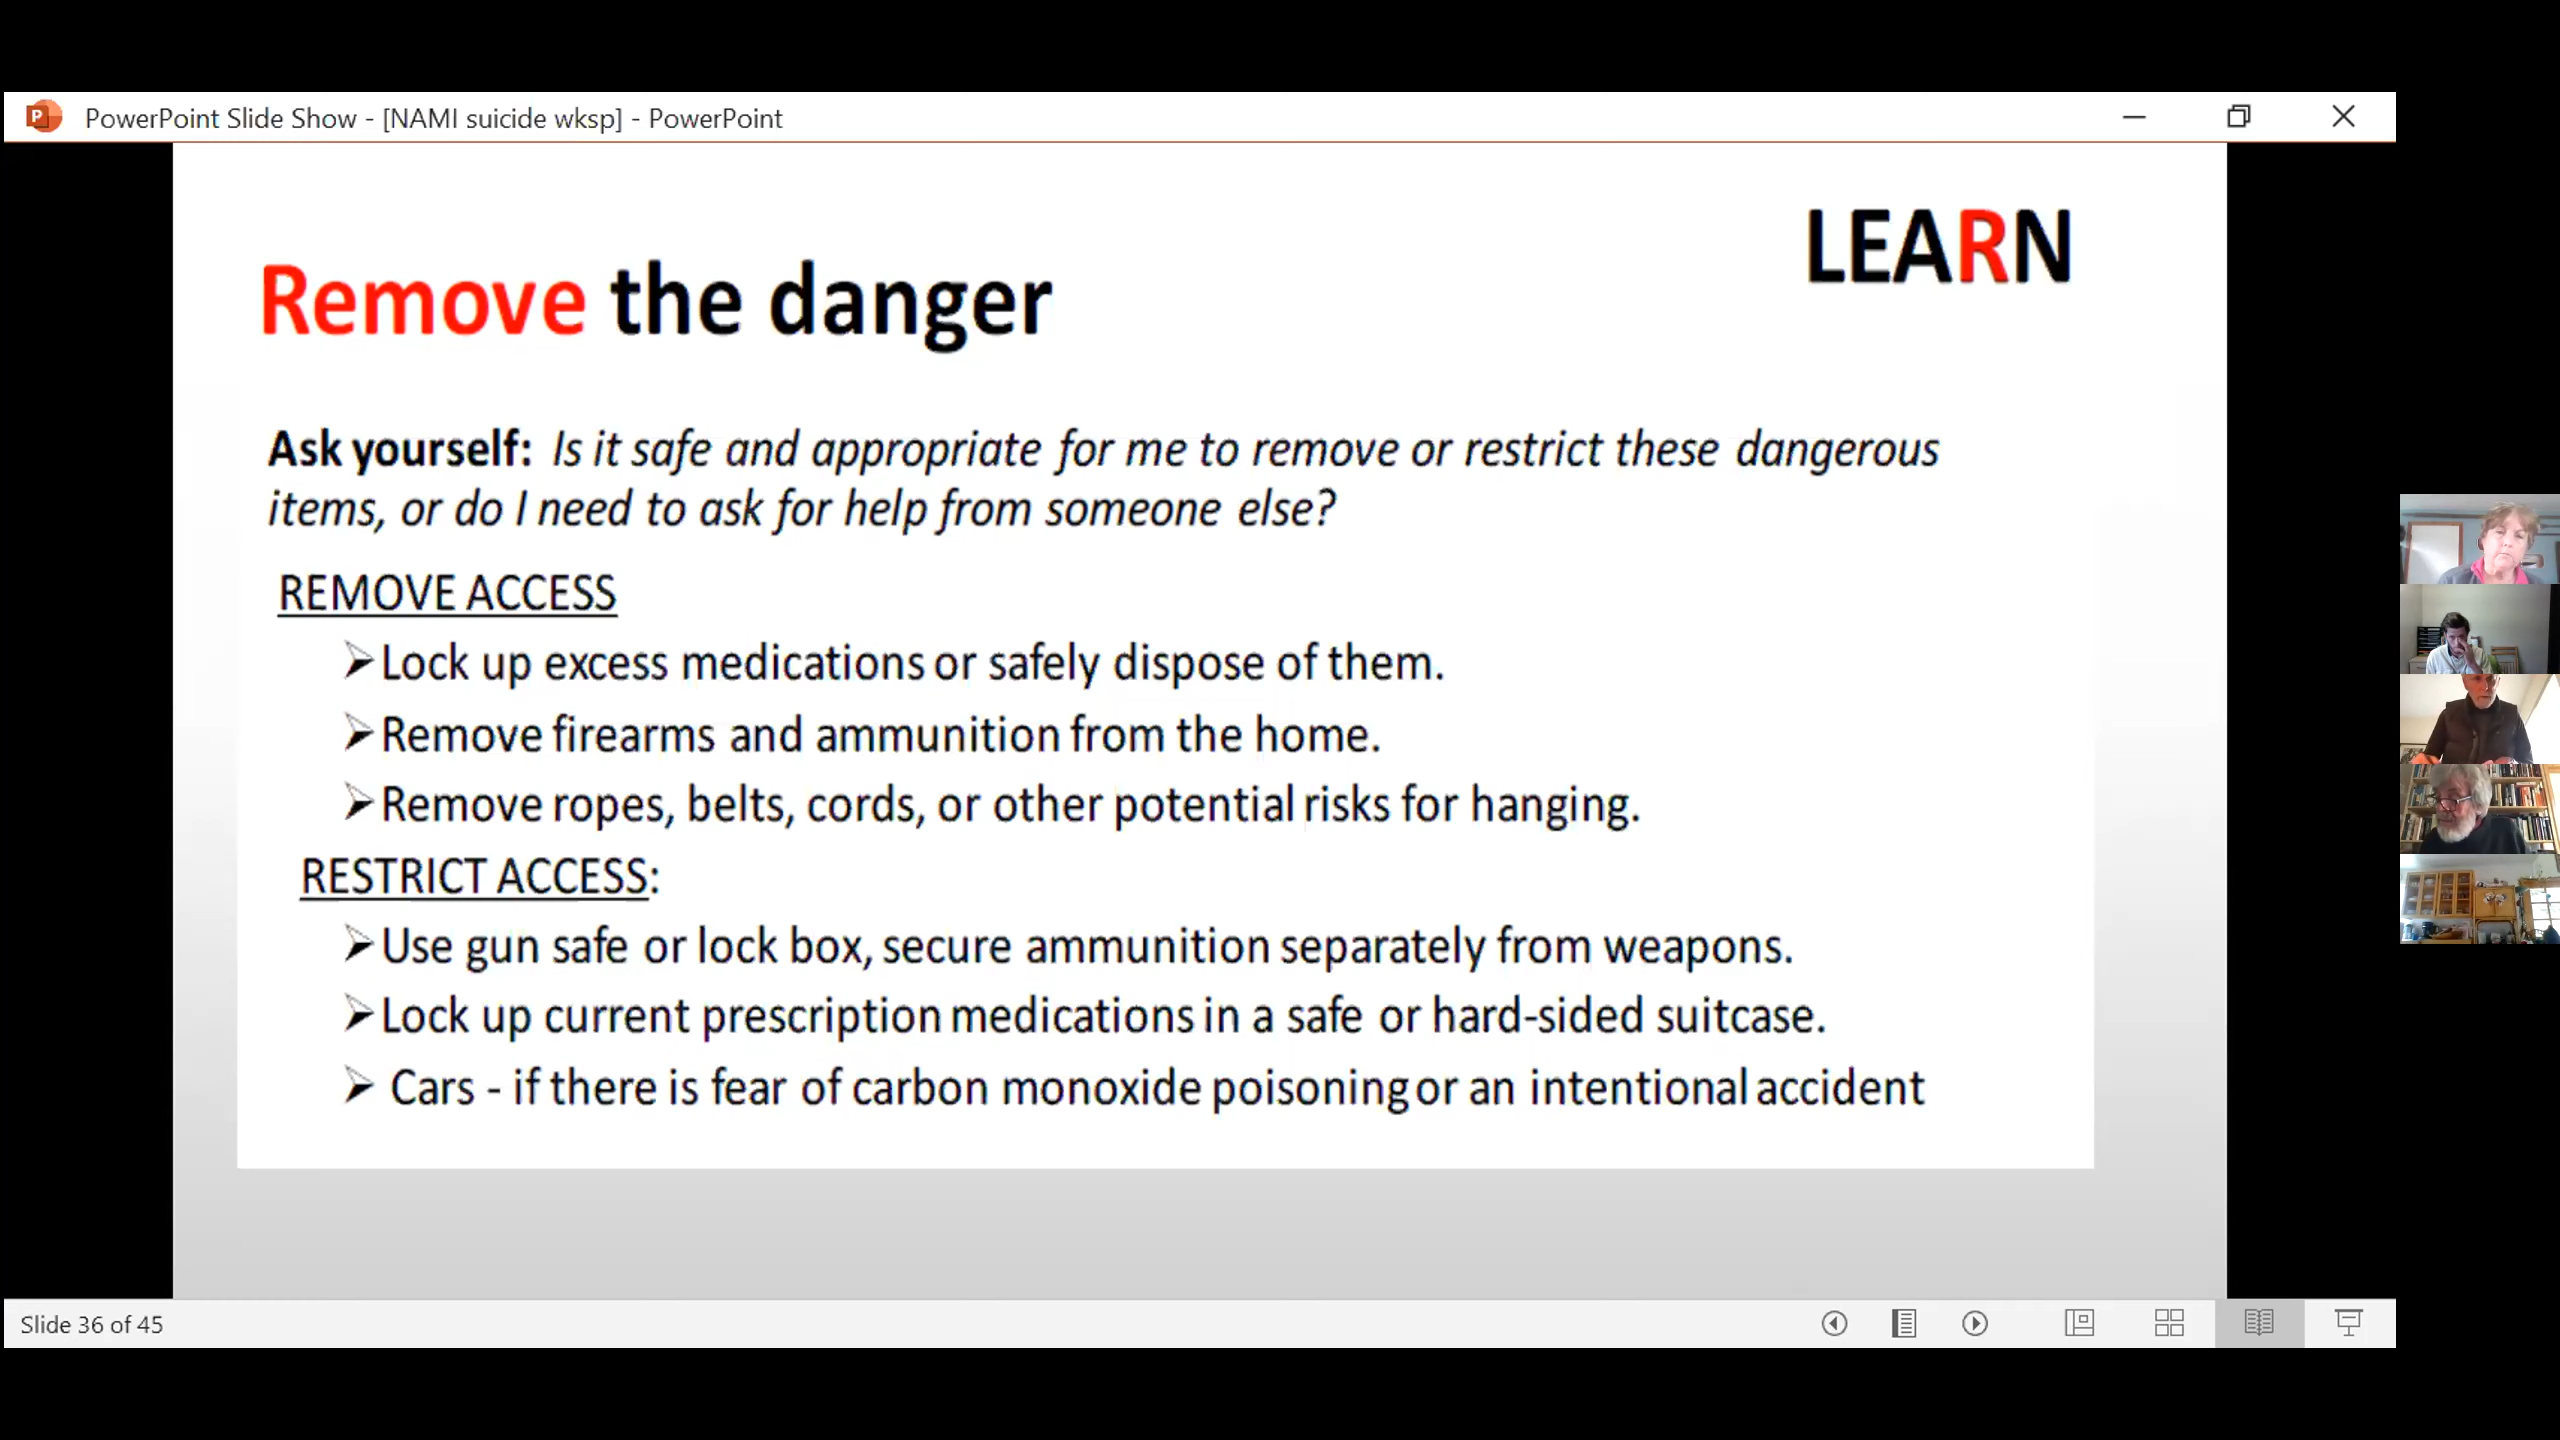 PowerPoint Slide Show - [NAMI suicide wksp] - PowerPoint
LEARN
Remove the danger
Ask yourself: Is it safe and appropriate for me to remove or restrict these dangerous
items, or do I need to ask for help from someone else?
REMOVE ACCESS
➢Lock up excess medications or safely dispose of them.
➢Remove firearms and ammunition from the home.
➢Remove ropes, belts, cords, or other potential risks for hanging.
RESTRICT ACCESS:
➢Use gun safe or lock box, secure ammunition separately from weapons.
➢Lock up current prescription medications in a safe or hard-sided suitcase.
➢ Cars - if there is fear of carbon monoxide poisoning or an intentional accident
Slide 36 of 45